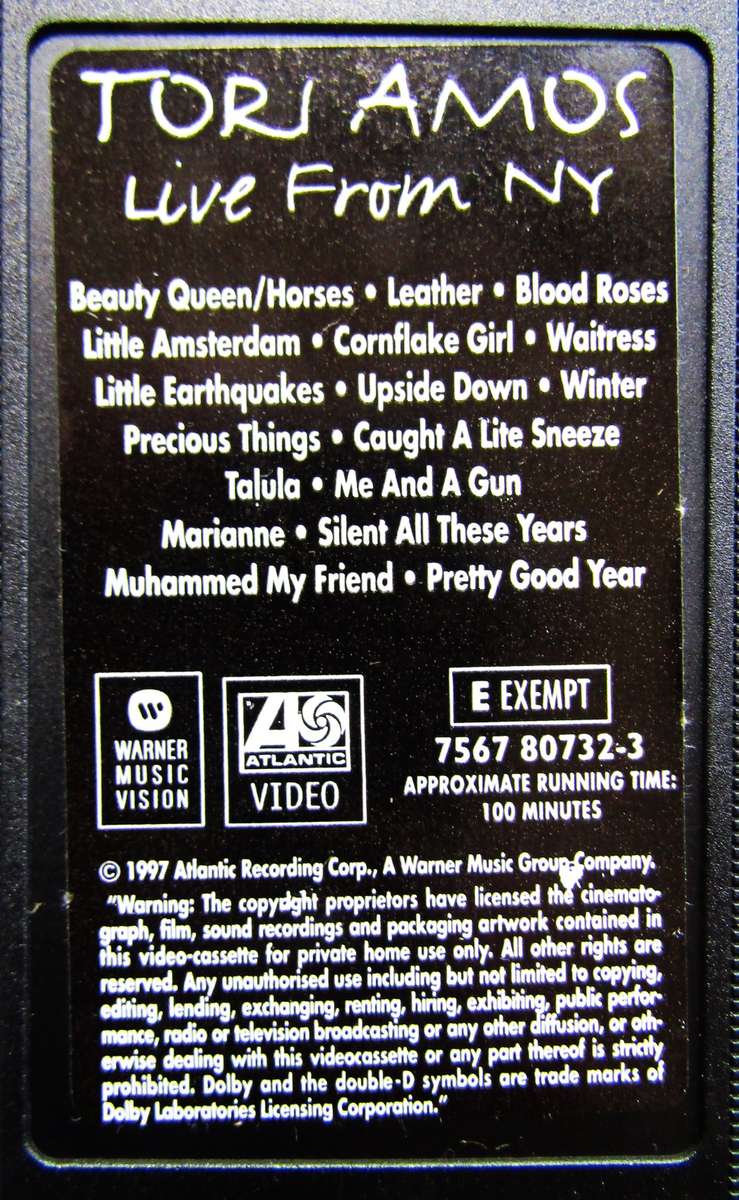 TORI AMOS
Live From NY
Beauty Queen/Horses • Leather • Blood Roses
Little Amsterdam • Cornflake Girl • Waitress
Little Earthquakes • Upside Down • Winter
Precious Things • Caught A Lite Sneeze
Talula • Me And A Gun
Marianne • Silent All These Years
Muhammed My Friend • Pretty Good Year
W
WARNER
MUSIC
VISION
A
ATLANTIC
VIDEO
E EXEMPT
7567 80732-3
APPROXIMATE RUNNING TIME:
100 MINUTES
© 1997 Atlantic Recording Corp., A Warner Music Group Company.
"Warning: The copyright proprietors have licensed the cinemato-
graph, film, sound recordings and packaging artwork contained in
this video-cassette for private home use only. All other rights are
reserved. Any unauthorised use including but not limited to copying,
editing, lending, exchanging, renting, hiring, exhibiting, public perfor-
mance, radio or television broadcasting or any other diffusion, or oth-
erwise dealing with this videocassette or any part thereof is strictly
prohibited. Dolby and the double-D symbols are trade marks of
Dolby Laboratories Licensing Corporation."